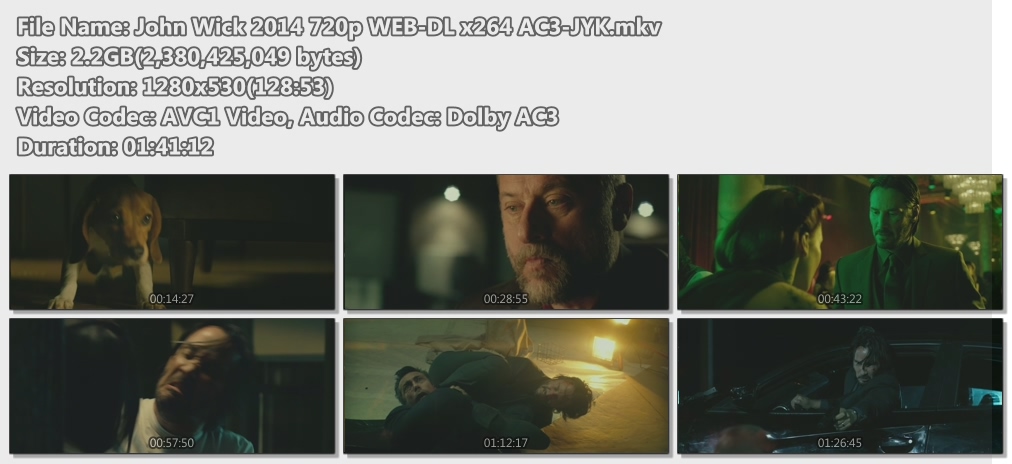 File Name: John Wick 2014 720p WEB-DL x264 AC3-JYK.mkv
Size: 2.2GB(2,380,425,049 bytes)
Resolution: 1280x530(128:53)
Video Codec: AVC1 Video, Audio Codec: Dolby AC3
Duration: 01:41:12
00:14:27
00:28:55
00:43:22
00:57:50
01:12:17
01:26:45